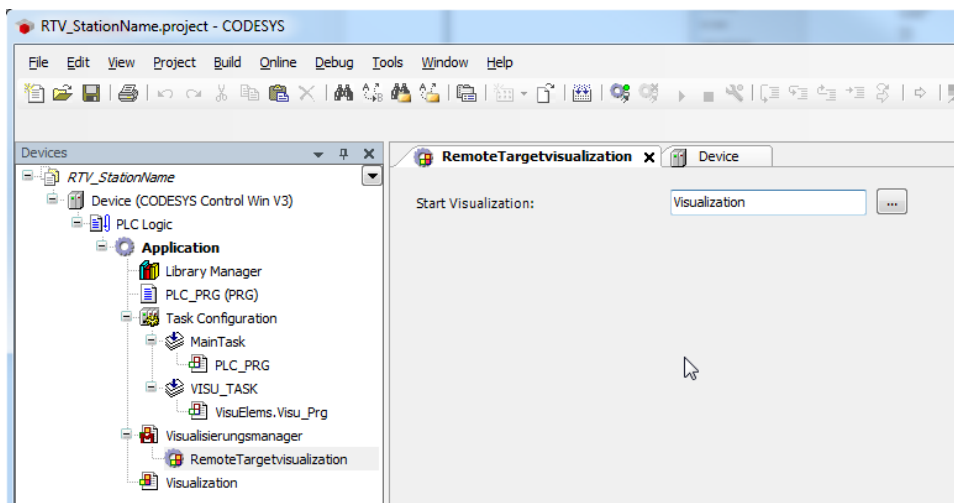 RTV_StationName.project - CODESYS
File Edit View Project Build Online Debug Tools Window Help
Devices
RemoteTargetvisualization
Device
RTV_StationName
Device (CODESYS Control Win V3)
Start Visualization:
Visualization
...
PLC Logic
Application
Library Manager
PLC_PRG (PRG)
Task Configuration
MainTask
PLC_PRG
VISU_TASK
VisuElems.Visu_Prg
Visualisierungsmanager
RemoteTargetvisualization
Visualization